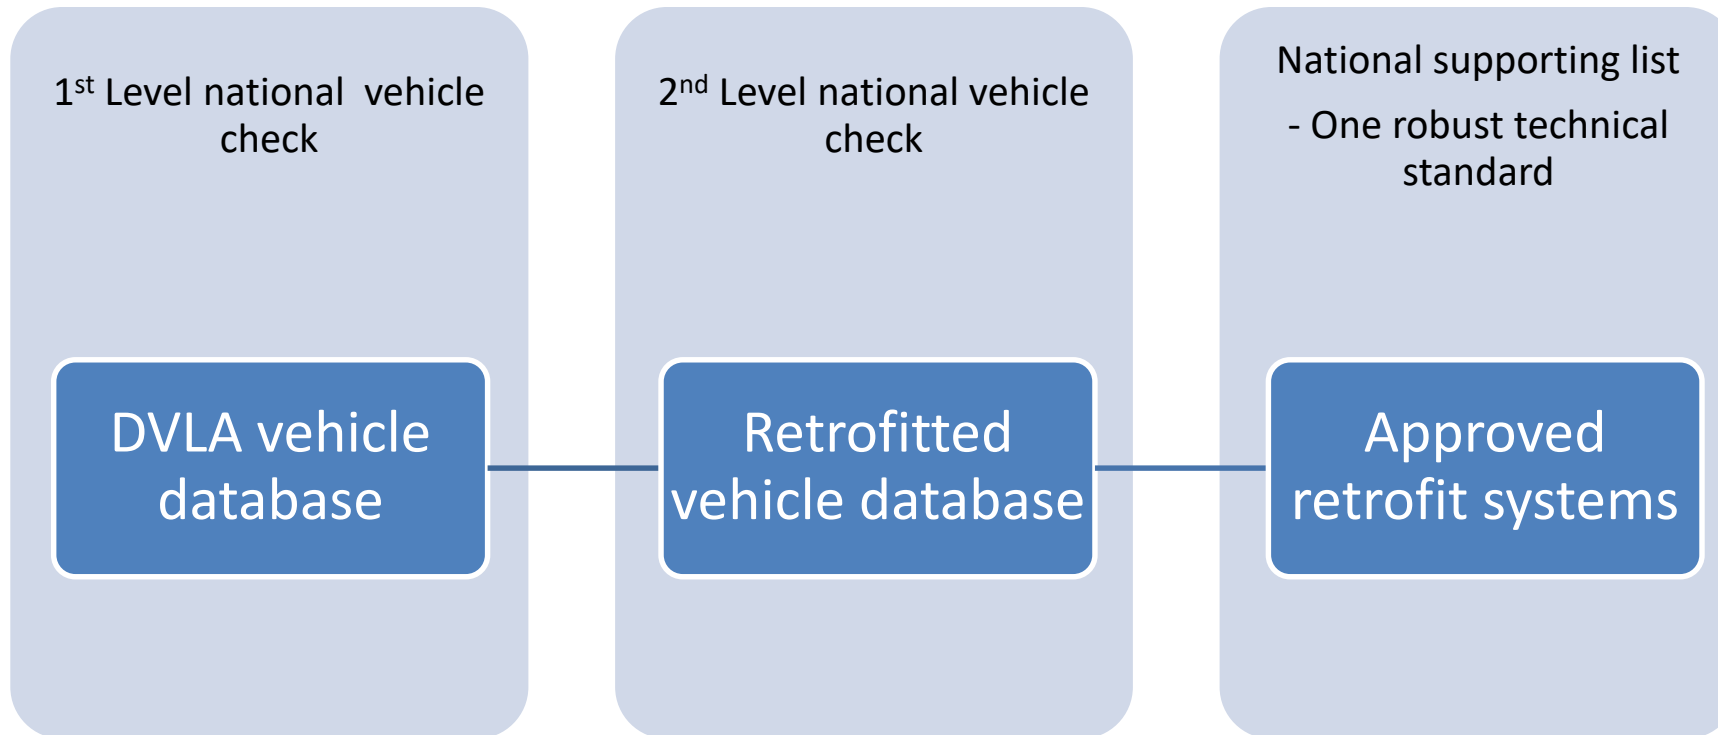 1st Level national  vehicle
check
DVLA vehicle
database
2nd Level national vehicle
check
Retrofitted
vehicle database
National supporting list
- One robust technical
standard
Approved
retrofit systems